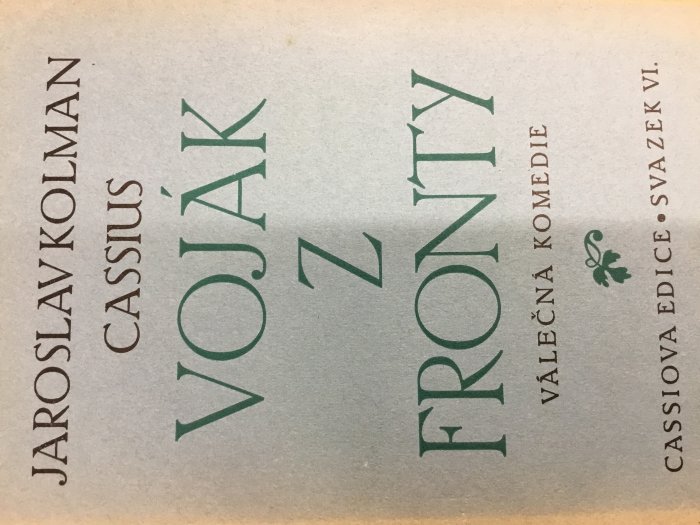 JAROSLAV KOLMAN
CASSIUS
VOJÁK
Z
FRONTY
VÁLEČNÁ KOMEDIE
CASSIOVA EDICE • SVAZEK VI.